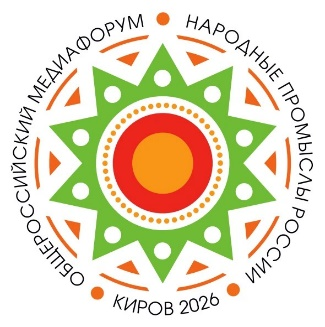 ОБЩЕРОССИЙСКИЙ МЕДИАФОРУМ
НАРОДНЫЕ ПРОМЫСЛЫ РОССИИ
КИРОВ 2026